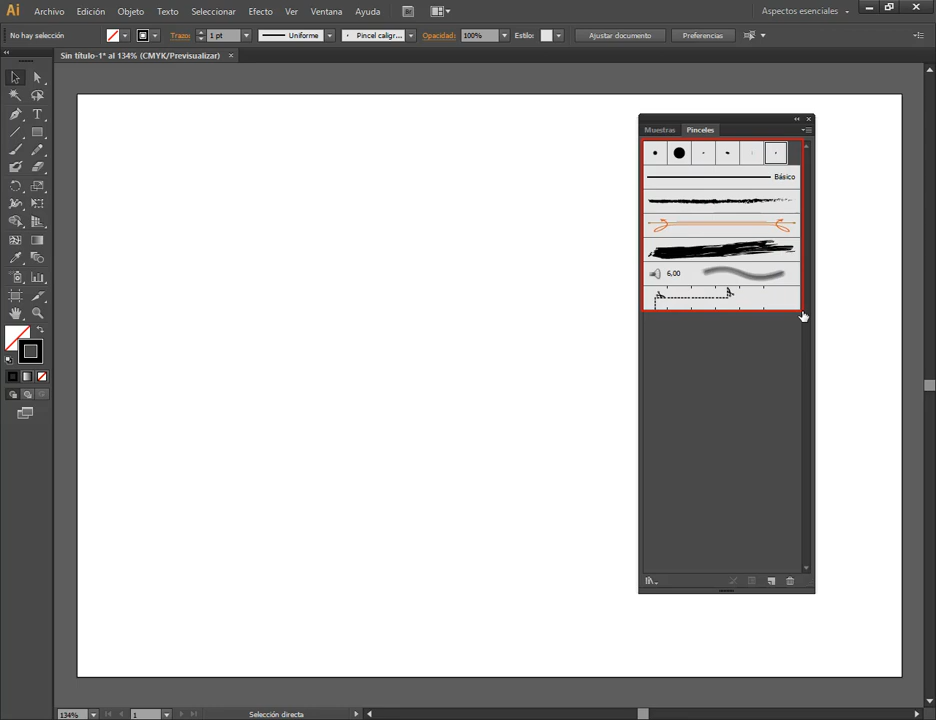 Ai Archivo Edición Objeto Texto Seleccionar Efecto Ver Ventana Ayuda Br Aspectos esenciales
No hay selección Trazo: 1 pt Uniforme Pincel caligr... Opacidad: 100% Estilo: Ajustar documento Preferencias
Sin título-1* al 134% (CMYK/Previsualizar)
Muestras Pinceles
Básico
6,00
134% 1 Selección directa